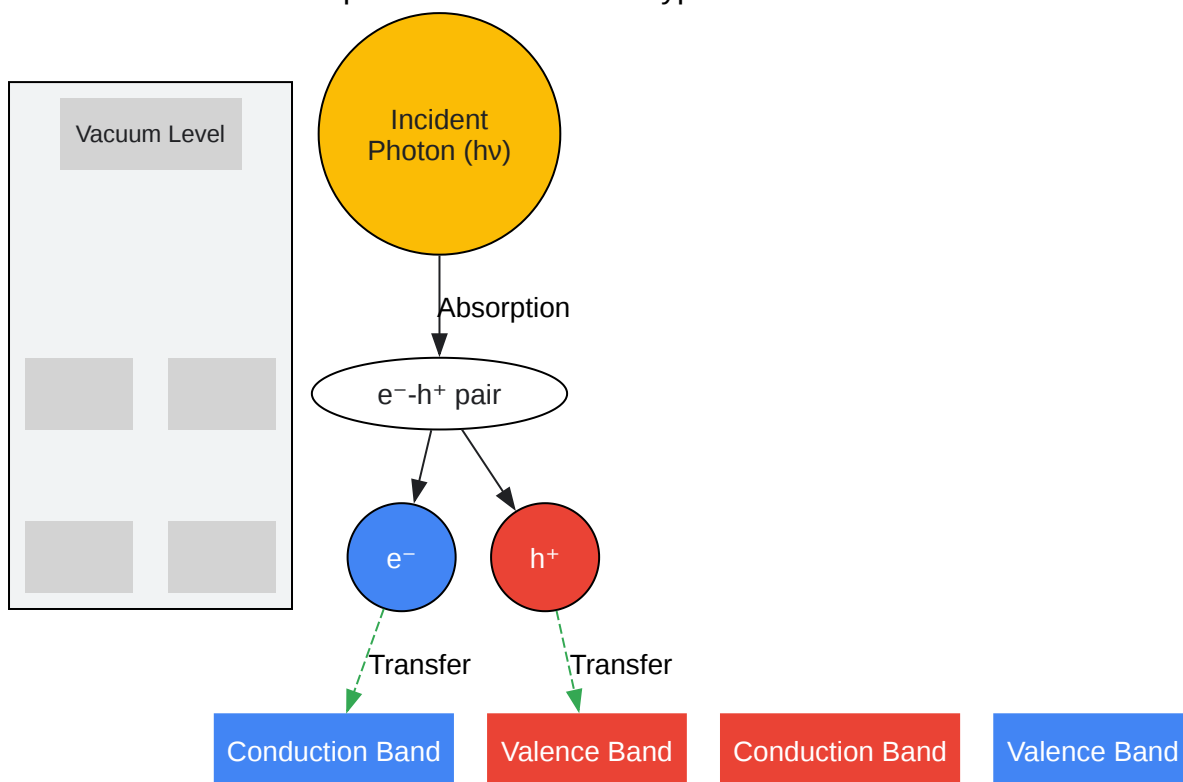 Vacuum Level
Incident
Photon (hν)
Absorption
e⁻-h⁺ pair
e⁻
h⁺
Transfer
Transfer
Conduction Band
Valence Band
Conduction Band
Valence Band